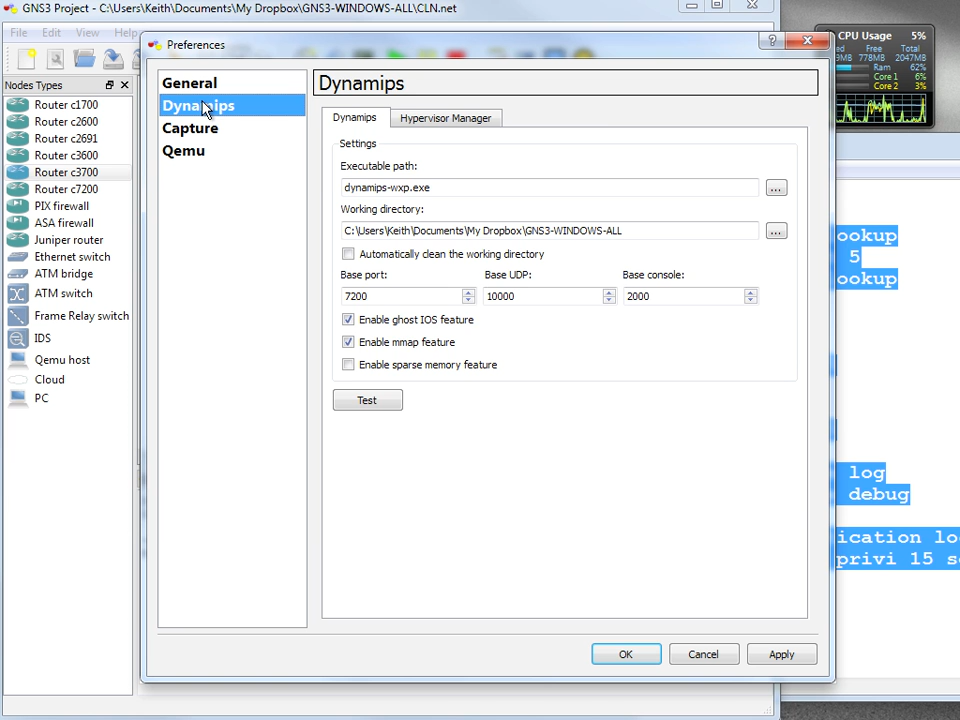 GNS3 Project - C:\Users\Keith\Documents\My Dropbox\GNS3-WINDOWS-ALL\CLN.net
File Edit View Help
Nodes Types
Router c1700
Router c2600
Router c2691
Router c3600
Router c3700
Router c7200
PIX firewall
ASA firewall
Juniper router
Ethernet switch
ATM bridge
ATM switch
Frame Relay switch
IDS
Qemu host
Cloud
PC
Preferences
General
Dynamips
Capture
Qemu
Dynamips
Dynamips Hypervisor Manager
Settings
Executable path:
dynamips-wxp.exe
...
Working directory:
C:\Users\Keith\Documents\My Dropbox\GNS3-WINDOWS-ALL
...
Automatically clean the working directory
Base port: Base UDP: Base console:
7200 10000 2000
Enable ghost IOS feature
Enable mmap feature
Enable sparse memory feature
Test
OK Cancel Apply
CPU Usage 5%
ed Free Total
9MB 778MB 2047MB
Ram 62%
Core 1 6%
Core 2 3%
ookup
5
ookup
log
debug
ication lo
privi 15 s